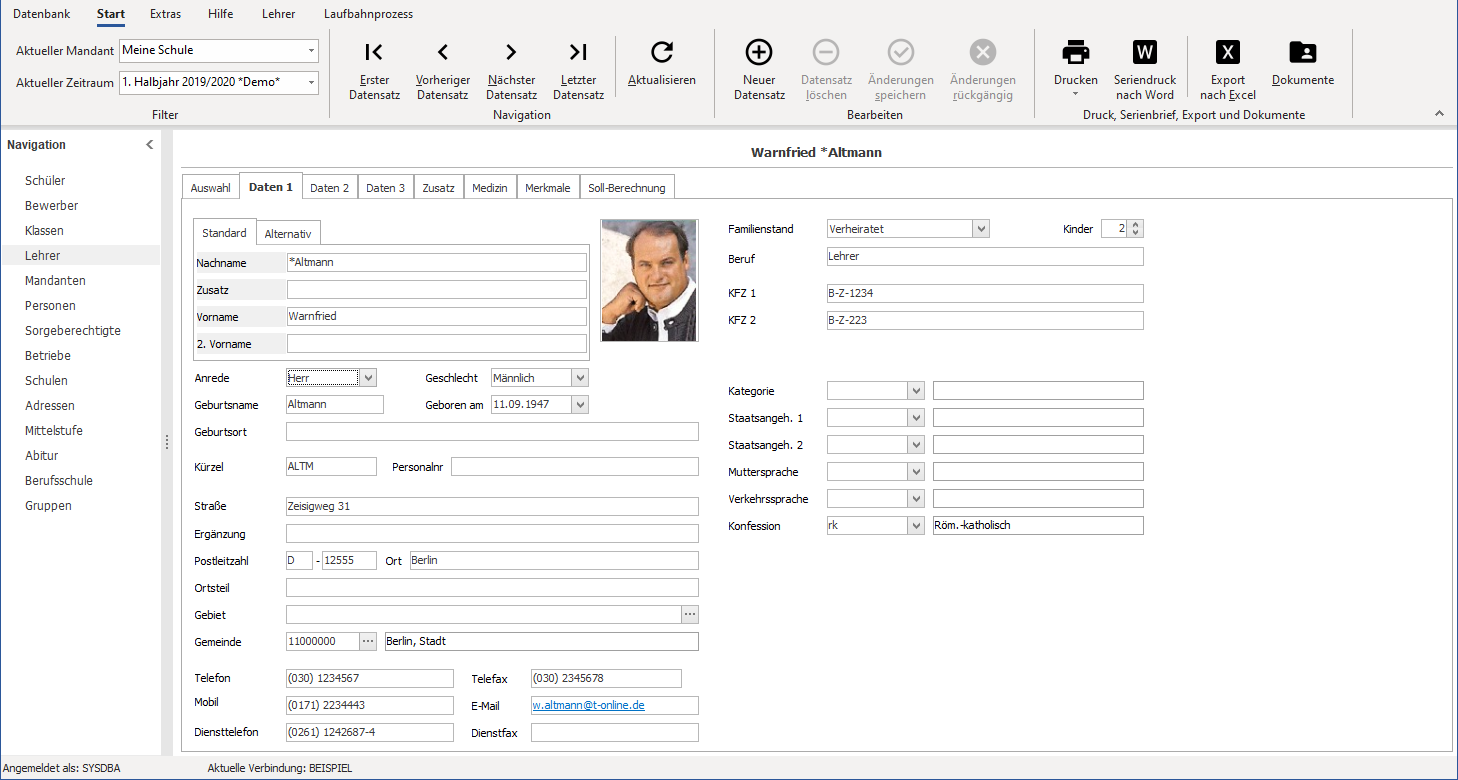 Datenbank Start Extras Hilfe Lehrer Laufbahnprozess
Aktueller Mandant Meine Schule
Aktueller Zeitraum 1. Halbjahr 2019/2020 *Demo*
Filter
Erster Datensatz
Vorheriger Datensatz
Nächster Datensatz
Letzter Datensatz
Aktualisieren
Navigation
Neuer Datensatz
Datensatz löschen
Änderungen speichern
Änderungen rückgängig
Bearbeiten
Drucken
W
Seriendruck nach Word
X
Export nach Excel
Dokumente
Druck, Serienbrief, Export und Dokumente
Navigation
Schüler
Bewerber
Klassen
Lehrer
Mandanten
Personen
Sorgeberechtigte
Betriebe
Schulen
Adressen
Mittelstufe
Abitur
Berufsschule
Gruppen
Warnfried *Altmann
Auswahl Daten 1 Daten 2 Daten 3 Zusatz Medizin Merkmale Soll-Berechnung
Standard Alternativ
Nachname *Altmann
Zusatz
Vorname Warnfried
2. Vorname
Anrede Herr Geschlecht Männlich
Geburtsname Altmann Geboren am 11.09.1947
Geburtsort
Kürzel ALTM Personalnr
Straße Zeisigweg 31
Ergänzung
Postleitzahl D - 12555 Ort Berlin
Ortsteil
Gebiet ...
Gemeinde 11000000 ... Berlin, Stadt
Telefon (030) 1234567 Telefax (030) 2345678
Mobil (0171) 2234443 E-Mail w.altmann@t-online.de
Diensttelefon (0261) 1242687-4 Dienstfax
Familienstand Verheiratet Kinder 2
Beruf Lehrer
KFZ 1 B-Z-1234
KFZ 2 B-Z-223
Kategorie
Staatsangeh. 1
Staatsangeh. 2
Muttersprache
Verkehrssprache
Konfession rk Röm.-katholisch
Angemeldet als: SYSDBA Aktuelle Verbindung: BEISPIEL